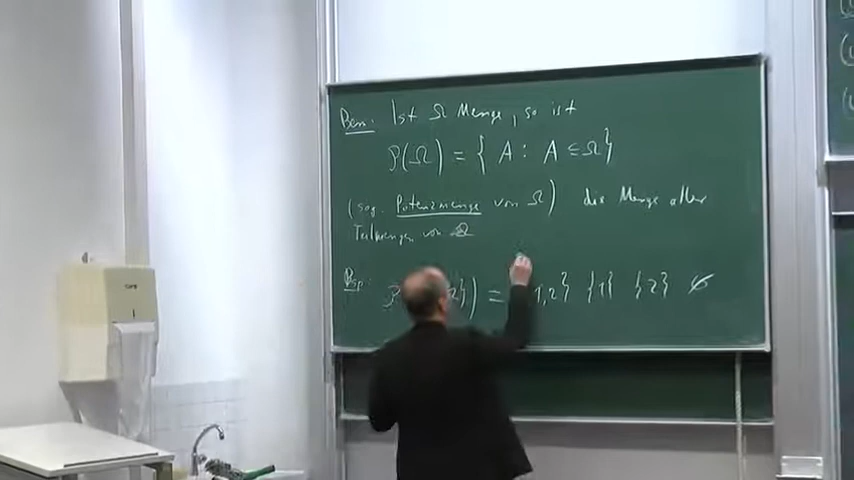 Bem: Ist Ω Menge, so ist
P(Ω) = { A : A ⊆ Ω }
(sog. Potenzmenge von Ω) die Menge aller
Teilmengen von Ω
Bsp: P 2}) = 1,2} {1} {2} ∅